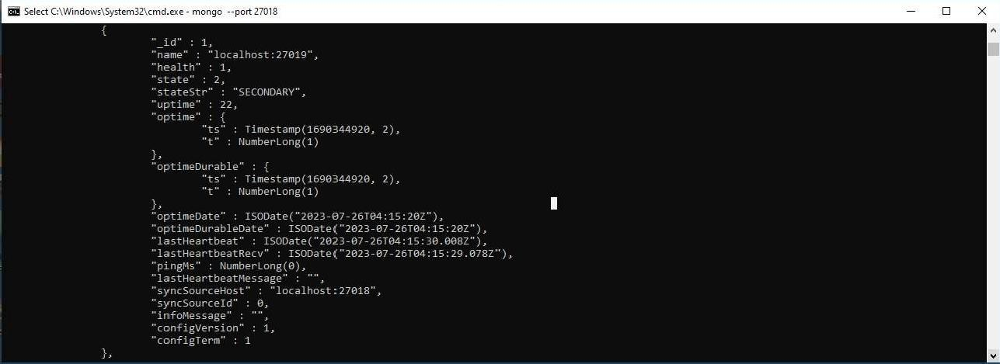 Select C:\Windows\System32\cmd.exe - mongo  --port 27018
{
"_id" : 1,
"name" : "localhost:27019",
"health" : 1,
"state" : 2,
"stateStr" : "SECONDARY",
"uptime" : 22,
"optime" : {
"ts" : Timestamp(1690344920, 2),
"t" : NumberLong(1)
},
"optimeDurable" : {
"ts" : Timestamp(1690344920, 2),
"t" : NumberLong(1)
},
"optimeDate" : ISODate("2023-07-26T04:15:20Z"),
"optimeDurableDate" : ISODate("2023-07-26T04:15:20Z"),
"lastHeartbeat" : ISODate("2023-07-26T04:15:30.008Z"),
"lastHeartbeatRecv" : ISODate("2023-07-26T04:15:29.078Z"),
"pingMs" : NumberLong(0),
"lastHeartbeatMessage" : "",
"syncSourceHost" : "localhost:27018",
"syncSourceId" : 0,
"infoMessage" : "",
"configVersion" : 1,
"configTerm" : 1
},